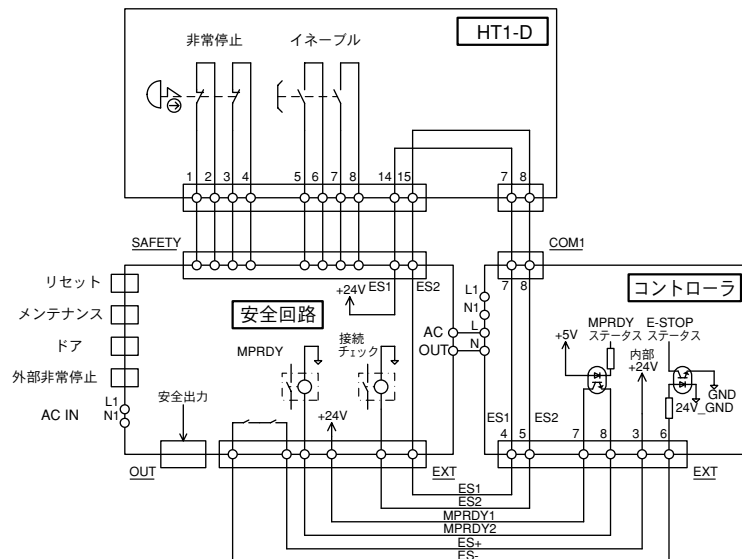 HT1-D
非常停止 イネーブル
1 2 3 4 5 6 7 8 14 15 7 8
SAFETY COM1
ES1 ES2 7 8
+24V
リセット
メンテナンス
ドア
外部非常停止
L1
N1
AC IN
安全回路
コントローラ
L1
N1
AC L
OUT N
MPRDY
接続
チェック
+24V
安全出力
OUT EXT
+5V
MPRDY
ステータス
E-STOP
ステータス
内部
+24V
GND
24V_GND
ES1 ES2
4 5 7 8 3 6
EXT
ES1
ES2
MPRDY1
MPRDY2
ES+
ES-